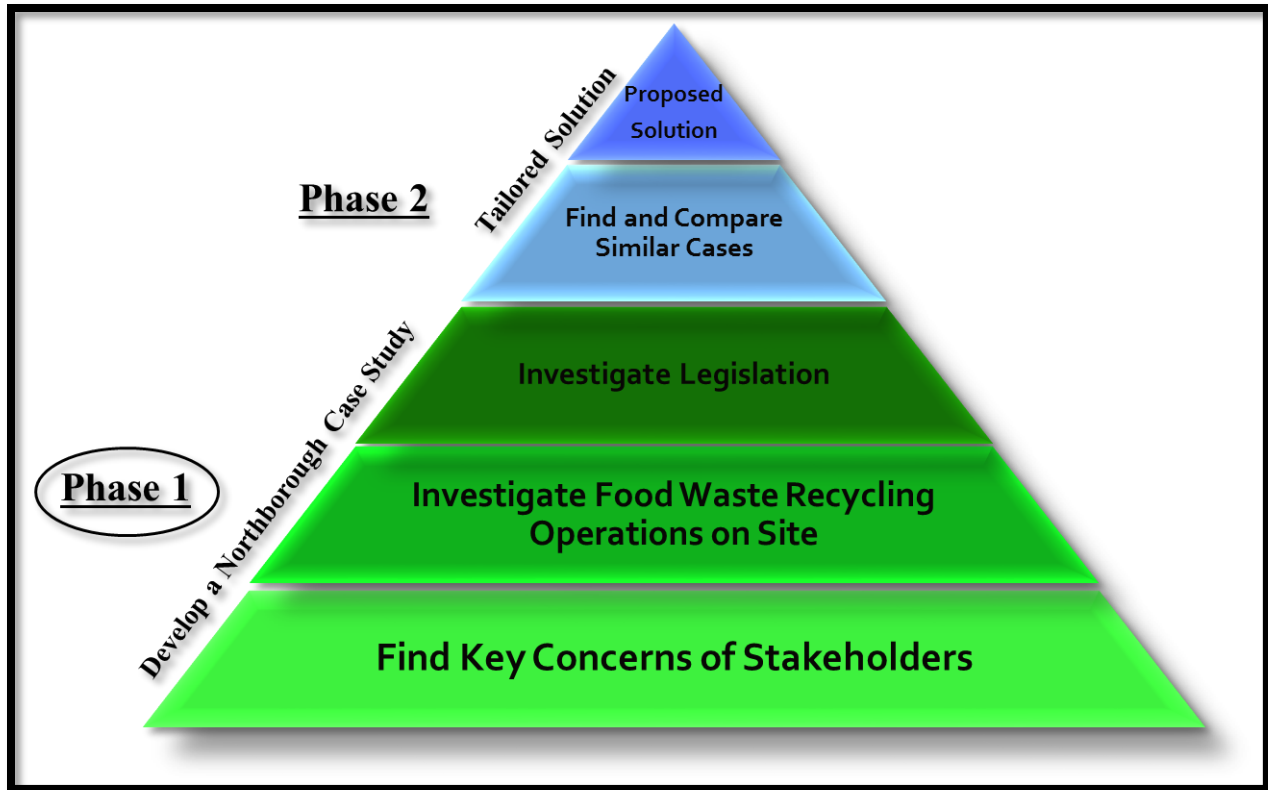 Proposed
Solution
Tailored Solution
Phase 2
Find and Compare
Similar Cases
Investigate Legislation
Develop a Northborough Case Study
Phase 1
Investigate Food Waste Recycling
Operations on Site
Find Key Concerns of Stakeholders